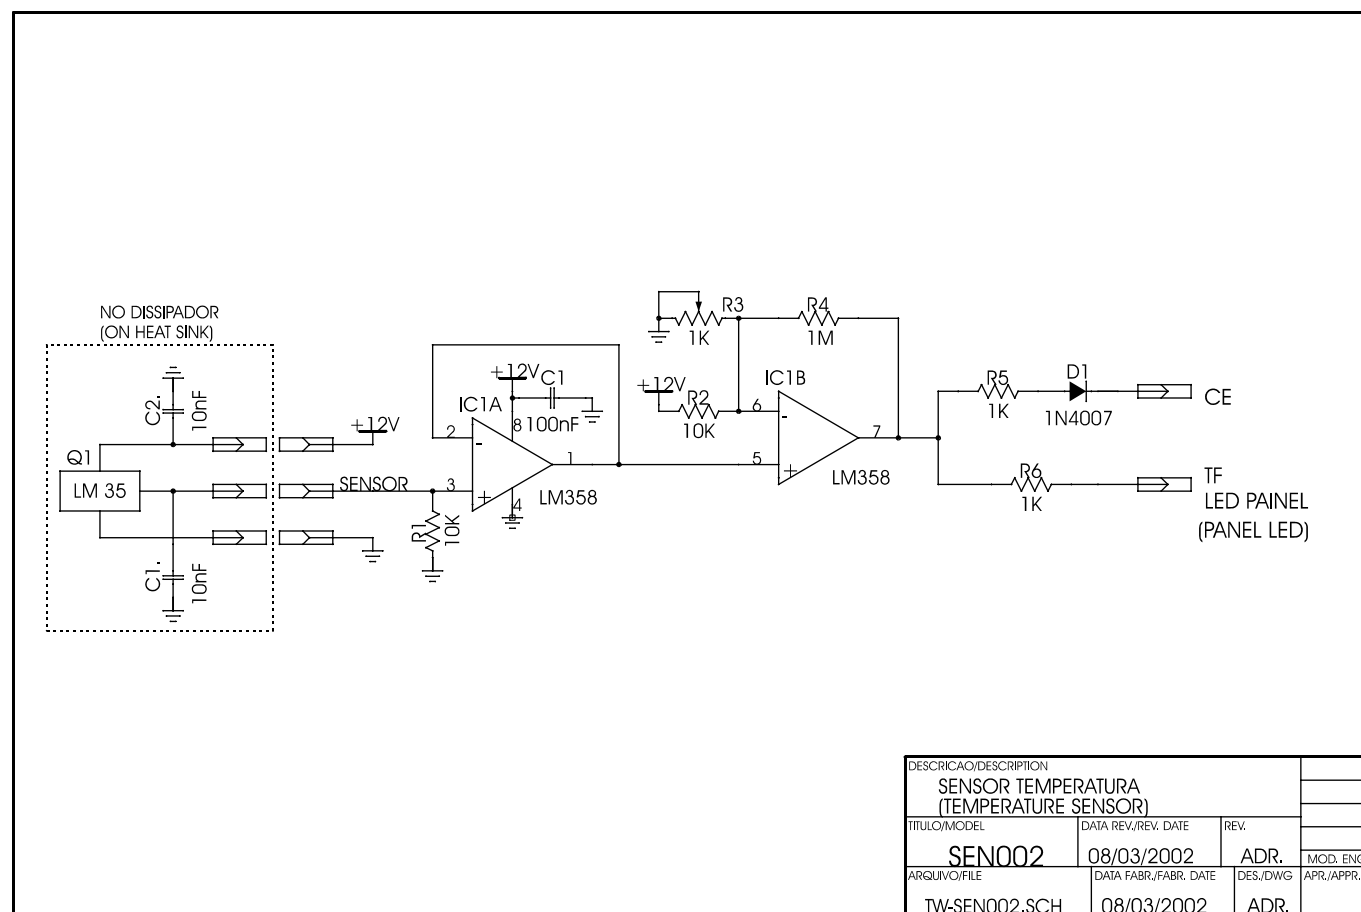 NO DISSIPADOR
(ON HEAT SINK)
C2.
10nF
+12V
Q1
LM 35
SENSOR
C1.
10nF
R1
10K
+12V
C1
100nF
IC1A
8
2
-
3
+
1
4
LM358
R3
1K
R4
1M
+12V
R2
10K
IC1B
6
-
5
+
7
LM358
R5
1K
D1
1N4007
CE
R6
1K
TF
LED PAINEL
(PANEL LED)
DESCRICAO/DESCRIPTION
SENSOR TEMPERATURA
(TEMPERATURE SENSOR)
TITULO/MODEL
SEN002
DATA REV./REV. DATE
08/03/2002
REV.
ADR.
MOD. ENG
ARQUIVO/FILE
TW-SEN002.SCH
DATA FABR./FABR. DATE
08/03/2002
DES./DWG
ADR.
APR./APPR.